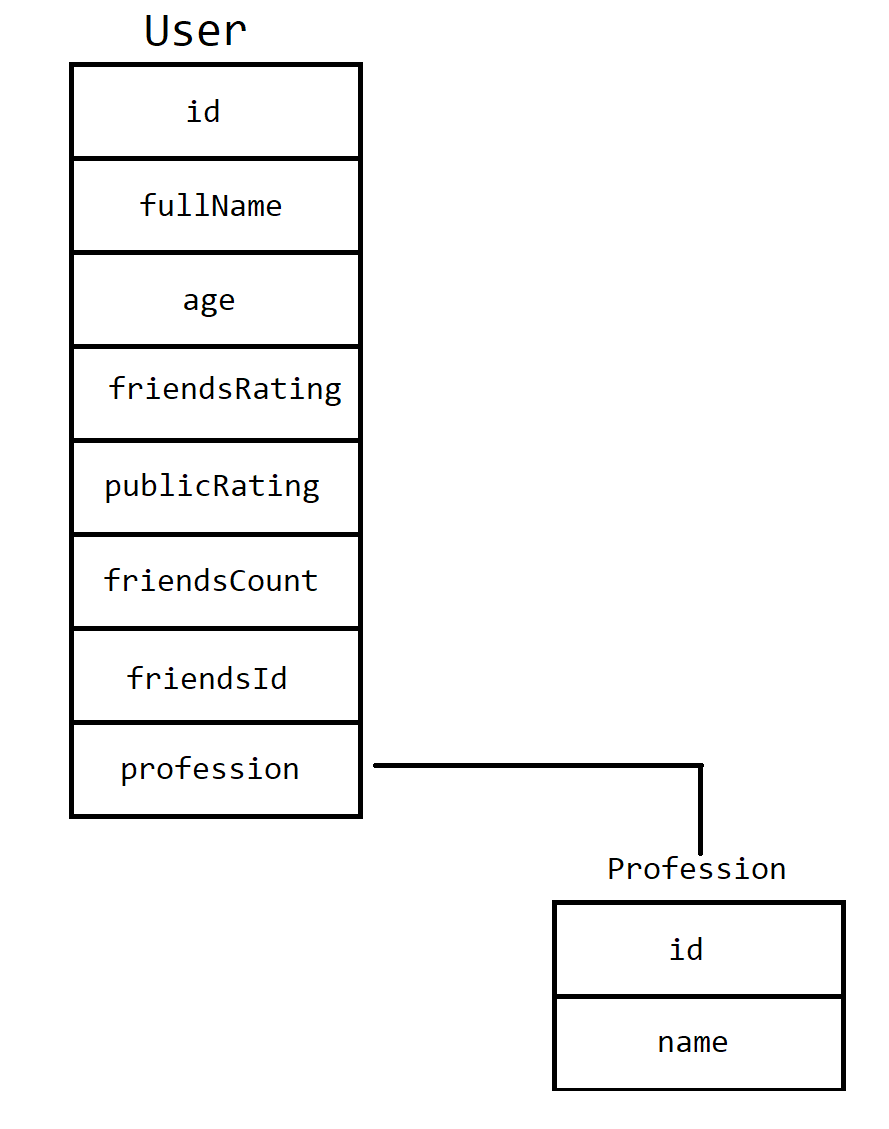 User
id
fullName
age
friendsRating
publicRating
friendsCount
friendsId
profession
Profession
id
name